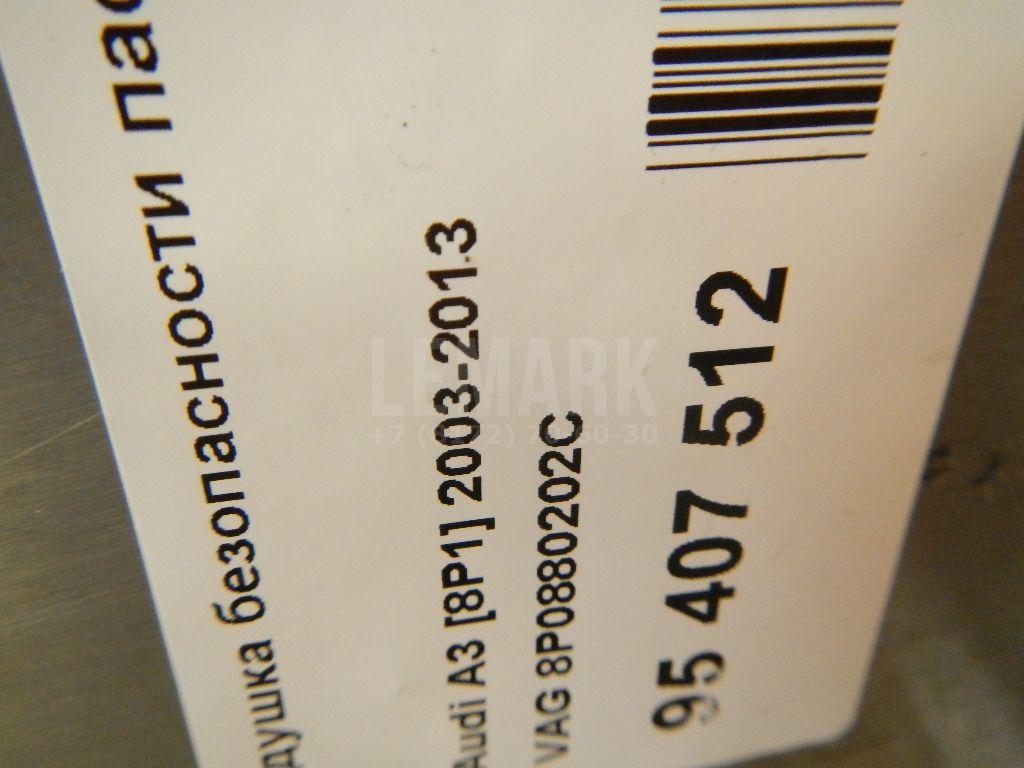 душка безопасности пас
Audi A3 [8P1] 2003-2013
VAG 8P0880202C
95 407 512
LEMARK